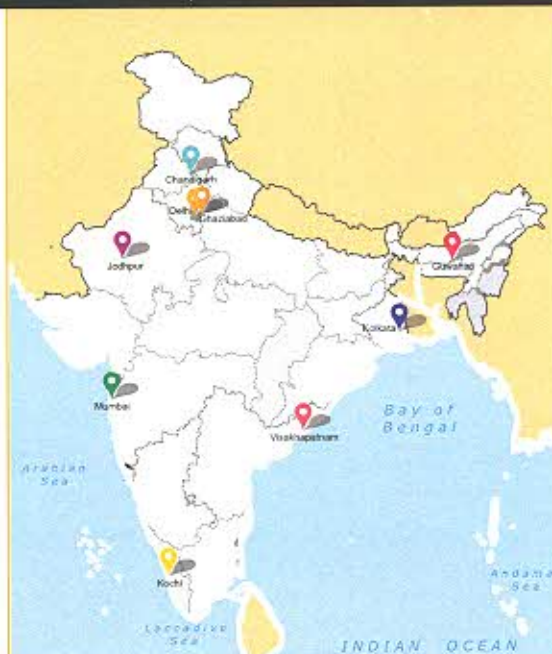 Chandigarh
Delhi
Ghaziabad
Jodhpur
Guwahati
Kolkata
Mumbai
Visakhapatnam
Bay of
Bengal
Arabian
Sea
Kochi
Andama
Sea
Laccadive
Sea
INDIAN OCEAN